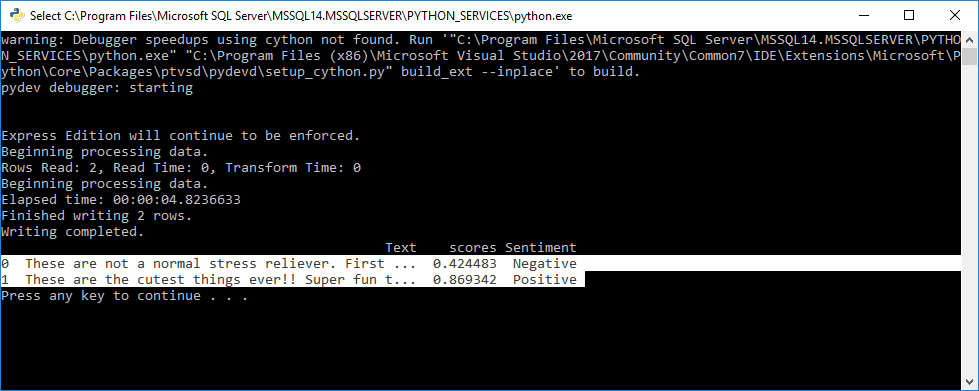 Select C:\Program Files\Microsoft SQL Server\MSSQL14.MSSQLSERVER\PYTHON_SERVICES\python.exe
warning: Debugger speedups using cython not found. Run '"C:\Program Files\Microsoft SQL Server\MSSQL14.MSSQLSERVER\PYTHO
N_SERVICES\python.exe" "C:\Program Files (x86)\Microsoft Visual Studio\2017\Community\Common7\IDE\Extensions\Microsoft\P
ython\Core\Packages\ptvsd\pydevd\setup_cython.py" build_ext --inplace' to build.
pydev debugger: starting
Express Edition will continue to be enforced.
Beginning processing data.
Rows Read: 2, Read Time: 0, Transform Time: 0
Beginning processing data.
Elapsed time: 00:00:04.8236633
Finished writing 2 rows.
Writing completed.
Text scores Sentiment
0 These are not a normal stress reliever. First ... 0.424483 Negative
1 These are the cutest things ever!! Super fun t... 0.869342 Positive
Press any key to continue . . .